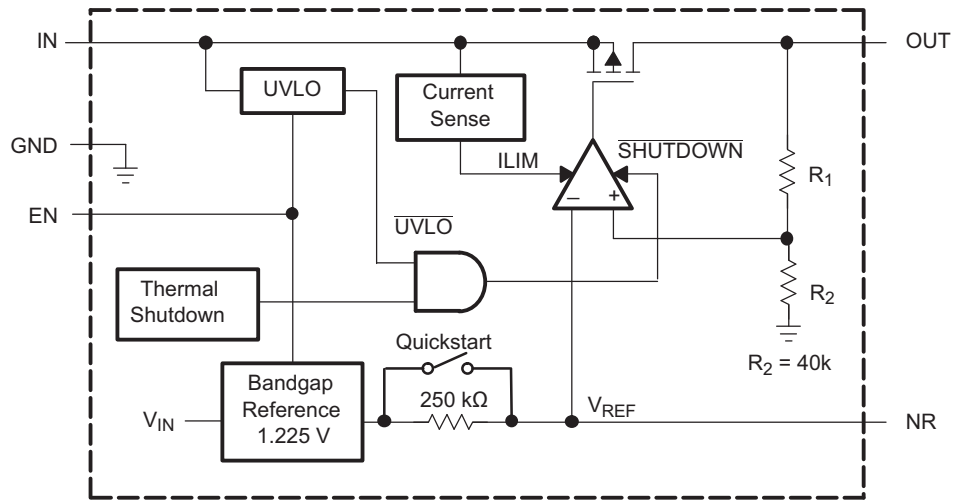 IN
OUT
UVLO
Current
Sense
GND
ILIM
SHUTDOWN
R1
EN
UVLO
Thermal
Shutdown
R2
Quickstart
R2 = 40k
Bandgap
Reference
1.225 V
250 kΩ
VIN
VREF
NR
−
+